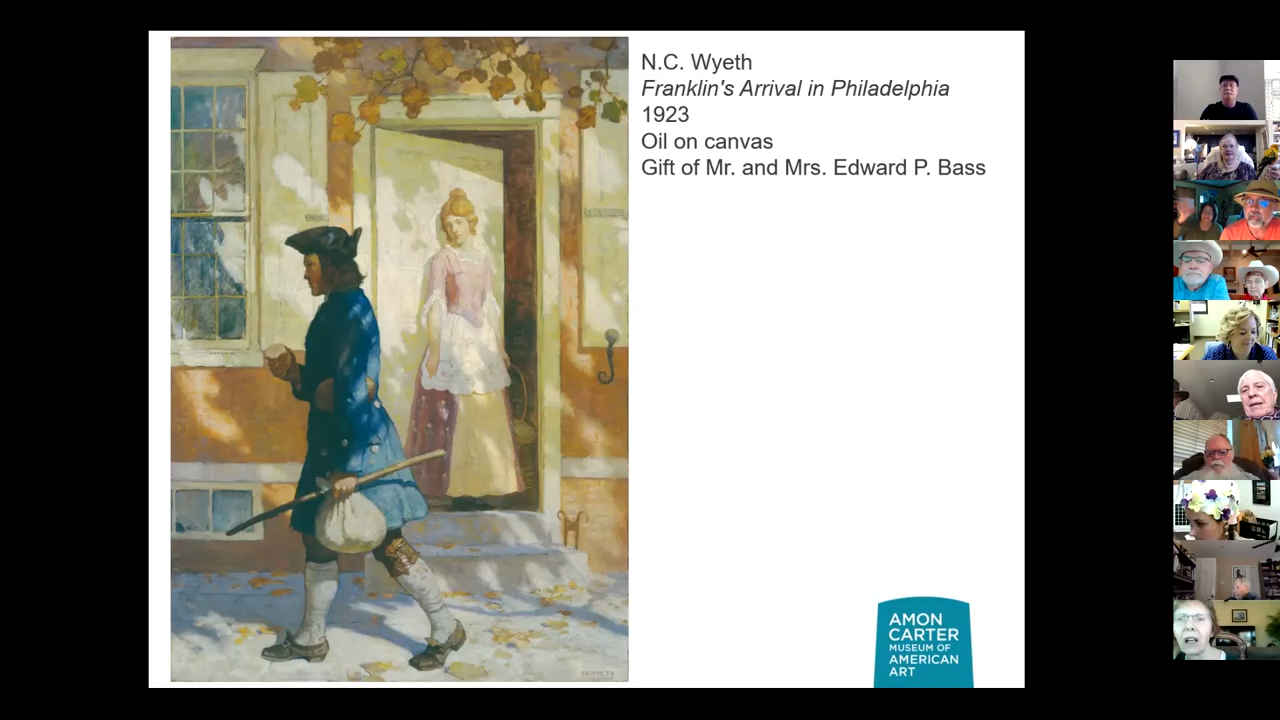 N.C. Wyeth
Franklin's Arrival in Philadelphia
1923
Oil on canvas
Gift of Mr. and Mrs. Edward P. Bass
AMON
CARTER
MUSEUM OF
AMERICAN
ART